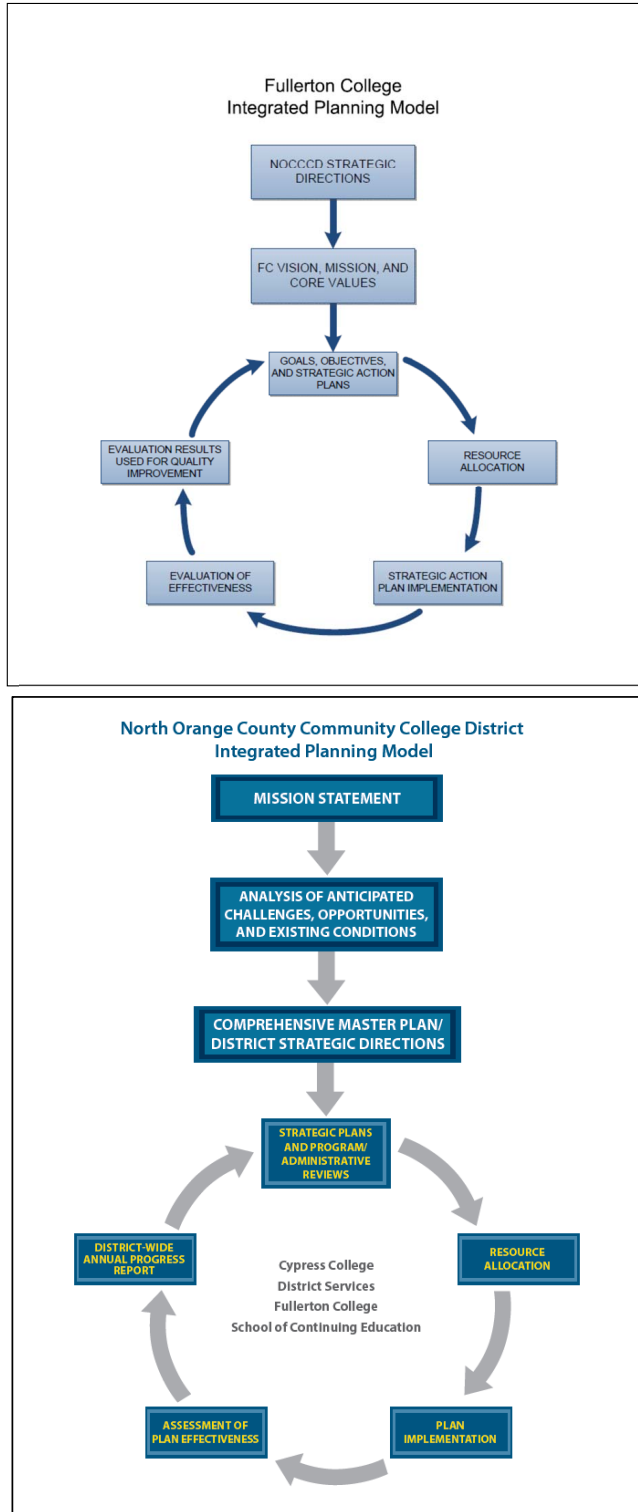 Fullerton College
Integrated Planning Model
NOCCCD STRATEGIC
DIRECTIONS
FC VISION, MISSION, AND
CORE VALUES
GOALS, OBJECTIVES,
AND STRATEGIC ACTION
PLANS
EVALUATION RESULTS
USED FOR QUALITY
IMPROVEMENT
RESOURCE
ALLOCATION
EVALUATION OF
EFFECTIVENESS
STRATEGIC ACTION
PLAN IMPLEMENTATION
North Orange County Community College District
Integrated Planning Model
MISSION STATEMENT
ANALYSIS OF ANTICIPATED
CHALLENGES, OPPORTUNITIES,
AND EXISTING CONDITIONS
COMPREHENSIVE MASTER PLAN/
DISTRICT STRATEGIC DIRECTIONS
STRATEGIC PLANS
AND PROGRAM/
ADMINISTRATIVE
REVIEWS
DISTRICT-WIDE
ANNUAL PROGRESS
REPORT
RESOURCE
ALLOCATION
Cypress College
District Services
Fullerton College
School of Continuing Education
ASSESSMENT OF
PLAN EFFECTIVENESS
PLAN
IMPLEMENTATION